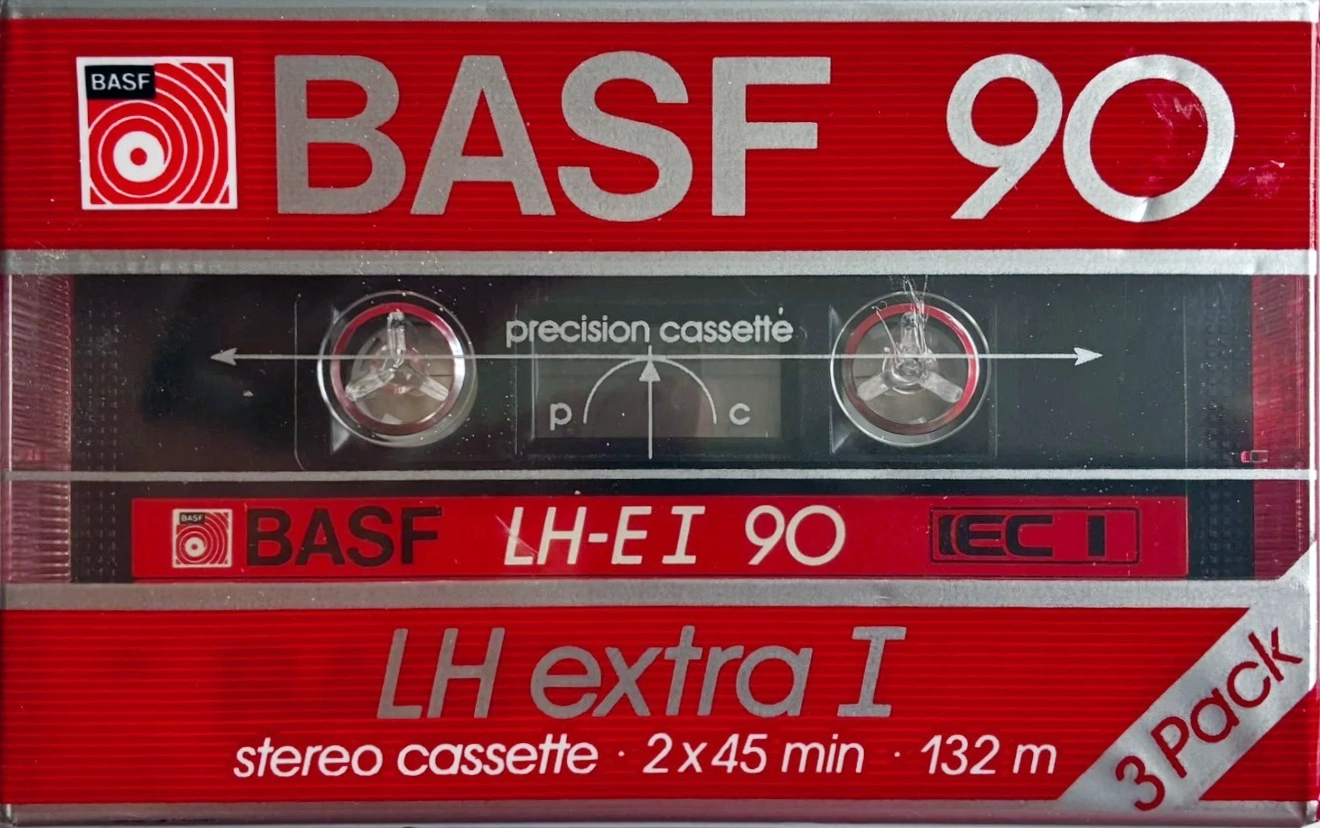 BASF
BASF 90
precision cassette
p c
BASF
BASF LH-E I 90 IEC I
LH extra I
stereo cassette · 2x45 min · 132 m
3 Pack